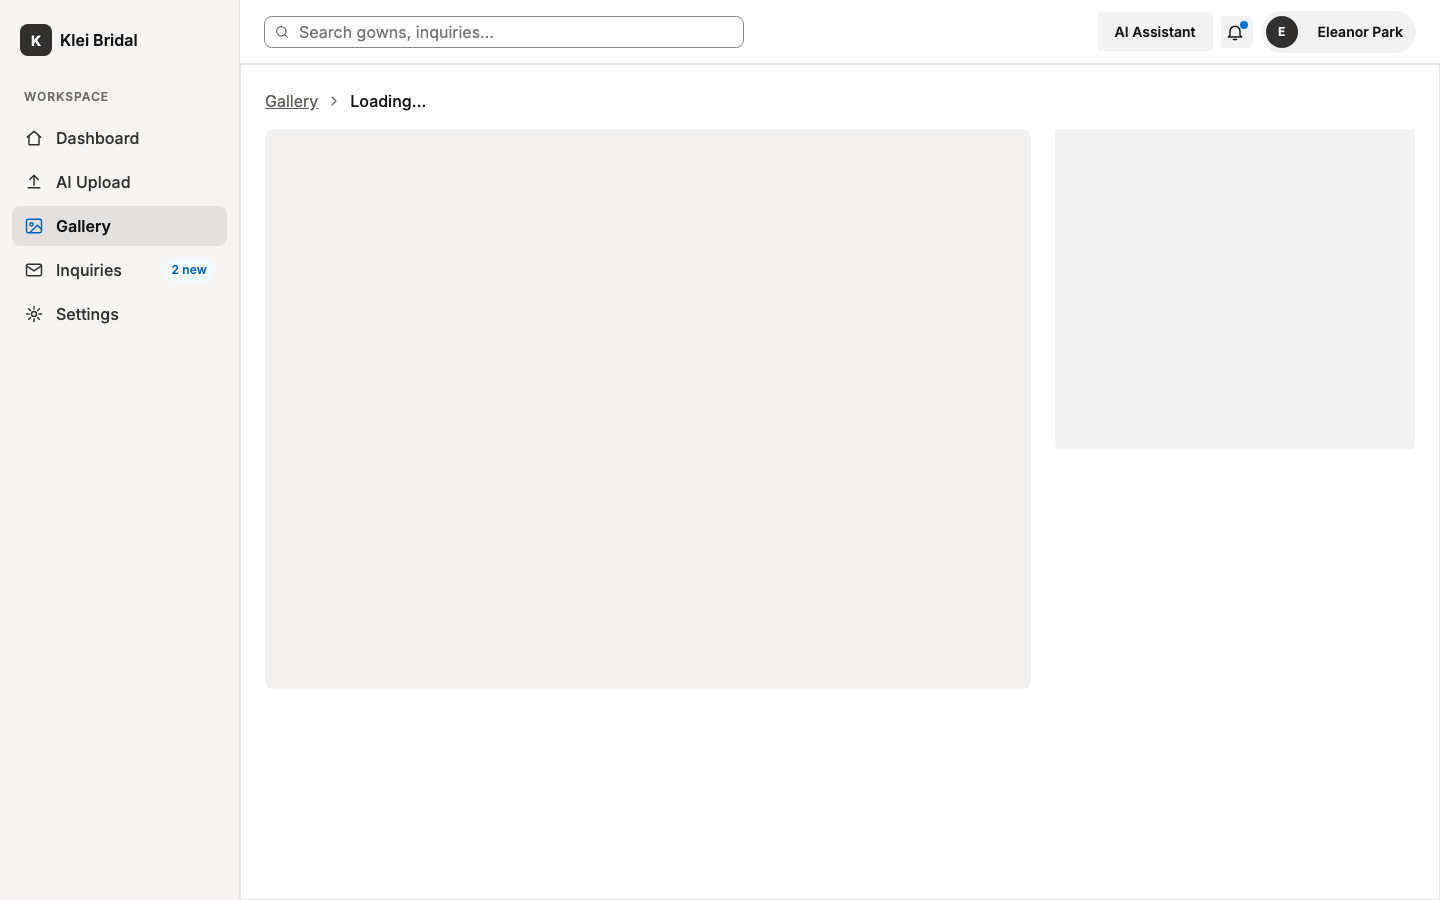 K Klei Bridal
WORKSPACE
Dashboard
AI Upload
Gallery
Inquiries 2 new
Settings
Search gowns, inquiries...
AI Assistant
E Eleanor Park
Gallery > Loading...